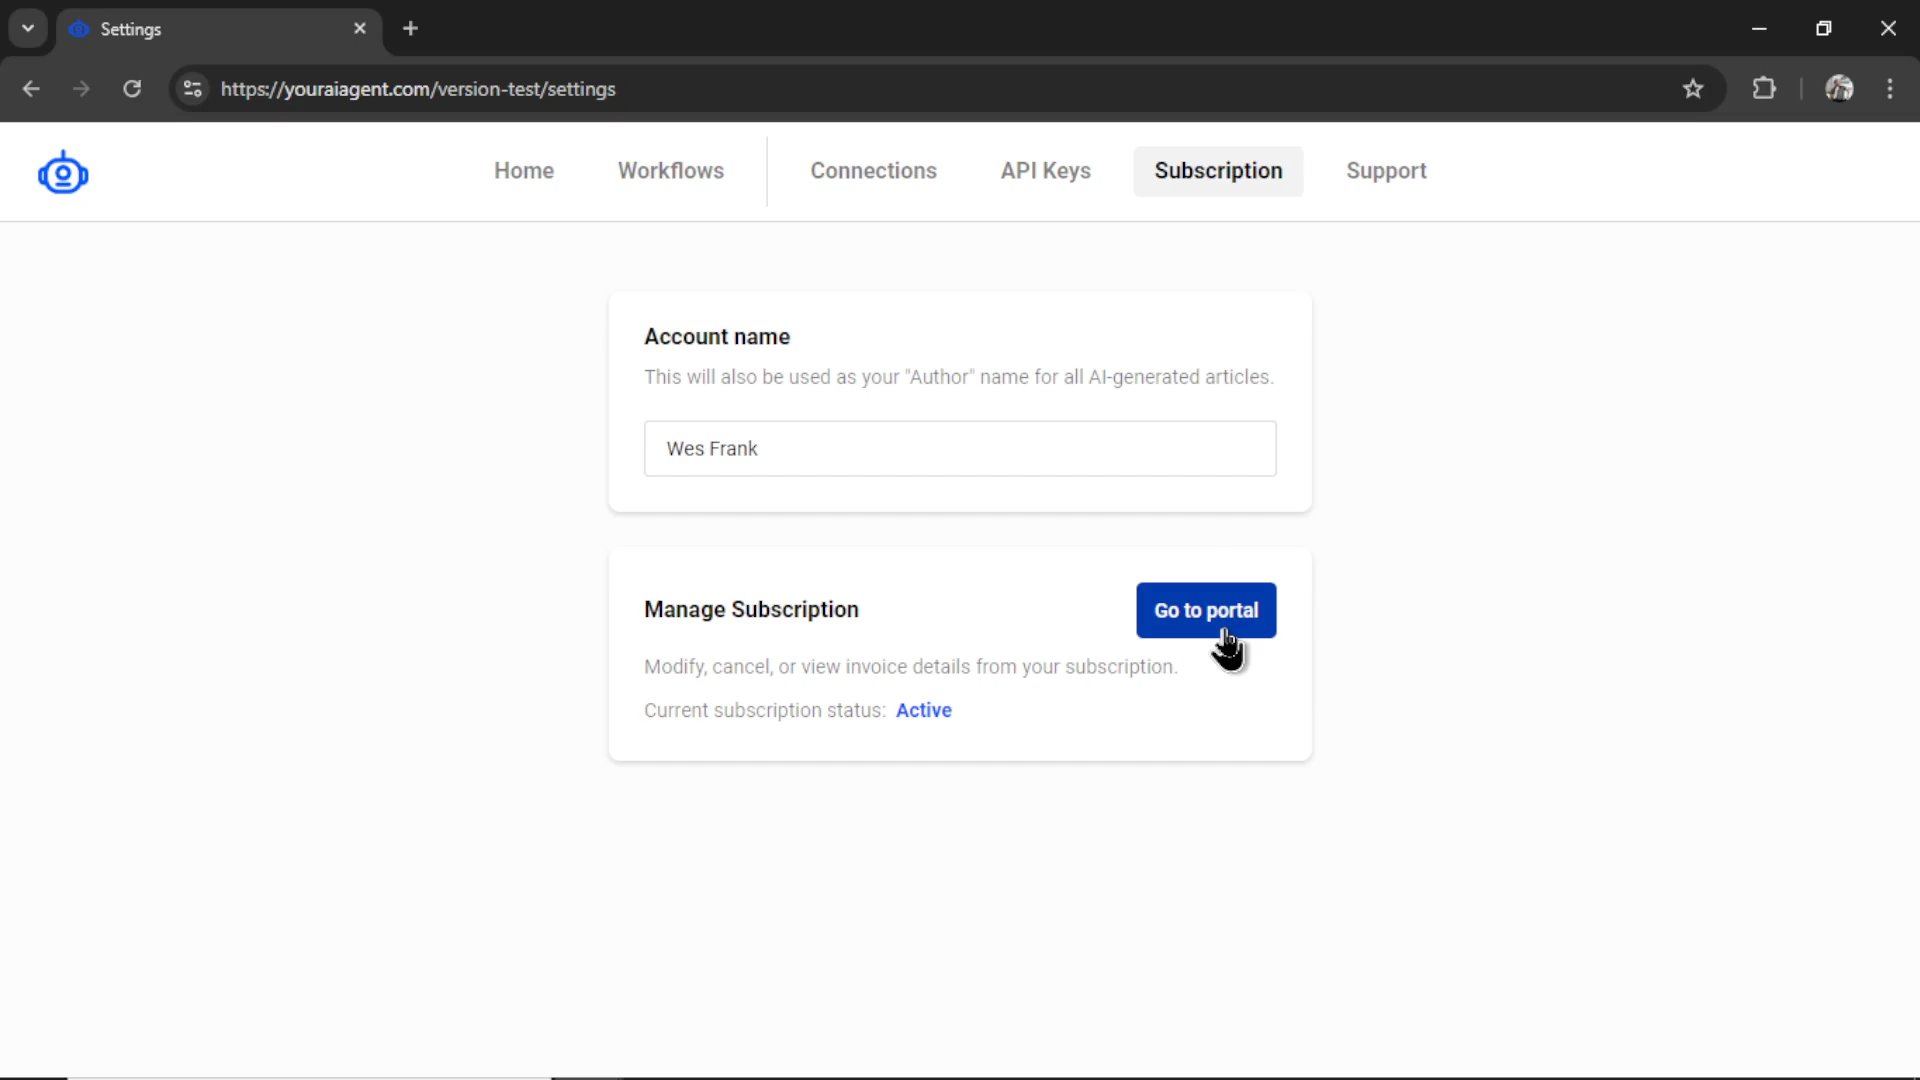 Settings
https://youraiagent.com/version-test/settings
Home Workflows Connections API Keys Subscription Support
Account name
This will also be used as your "Author" name for all AI-generated articles.
Wes Frank
Manage Subscription
Go to portal
Modify, cancel, or view invoice details from your subscription.
Current subscription status: Active